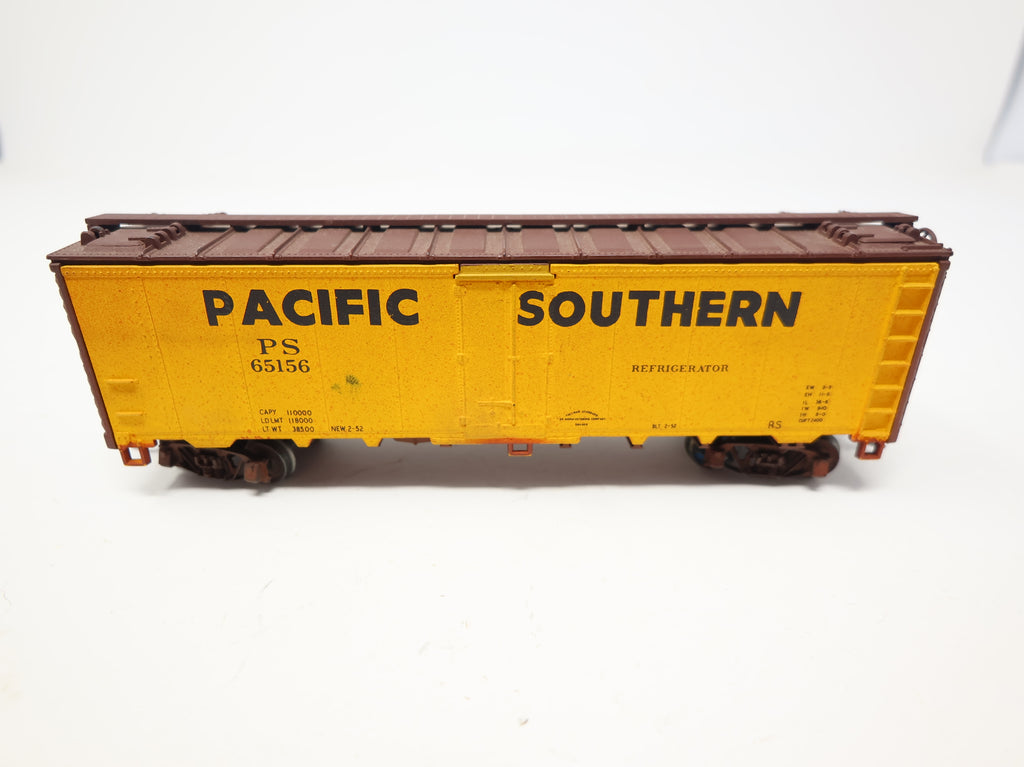 PACIFIC SOUTHERN
PS
65156
REFRIGERATOR
CAPY 110000
LD LMT 118000
LT WT 38500 NEW 2-52
BLT 2-52
RS